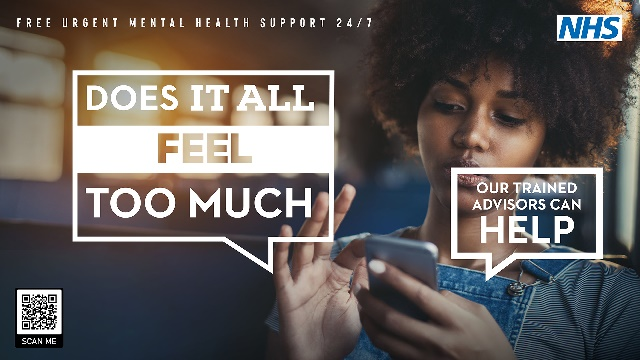 FREE URGENT MENTAL HEALTH SUPPORT 24/7
NHS
DOES IT ALL
FEEL
TOO MUCH
OUR TRAINED
ADVISORS CAN
HELP
SCAN ME